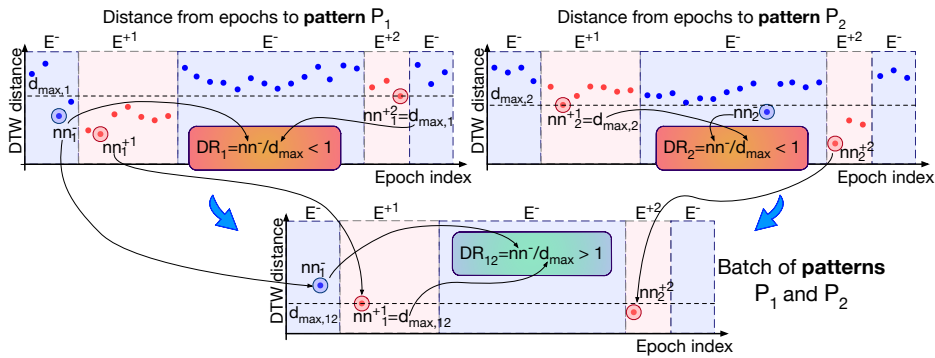 Distance from epochs to pattern P1
E- E+1 E- E+2 E-
DTW distance
dmax,1
nn1-
nn1+1
nn1+2=dmax,1
DR1=nn-/dmax < 1
Epoch index
Distance from epochs to pattern P2
E- E+1 E- E+2 E-
DTW distance
dmax,2
nn2+1=dmax,2
nn2-
DR2=nn-/dmax < 1
nn2+2
Epoch index
E- E+1 E- E+2 E-
DTW distance
DR12=nn-/dmax > 1
nn1-
nn2+2
dmax,12
nn1+1=dmax,12
Epoch index
Batch of patterns
P1 and P2